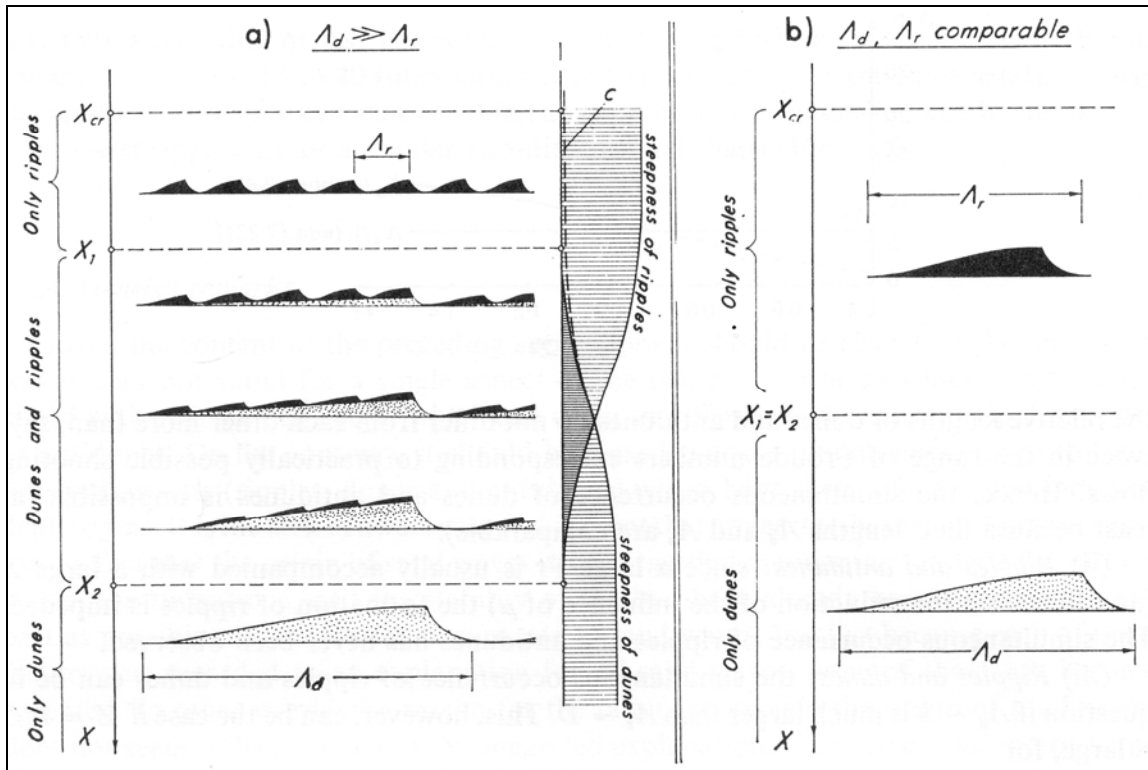 a) Λd ≫ Λr
b) Λd , Λr comparable
Xcr
Only ripples
Λr
X1
Dunes and ripples
X2
Only dunes
Λd
X
c
steepness of ripples
steepness of dunes
Xcr
Only ripples
Λr
X1=X2
Only dunes
Λd
X